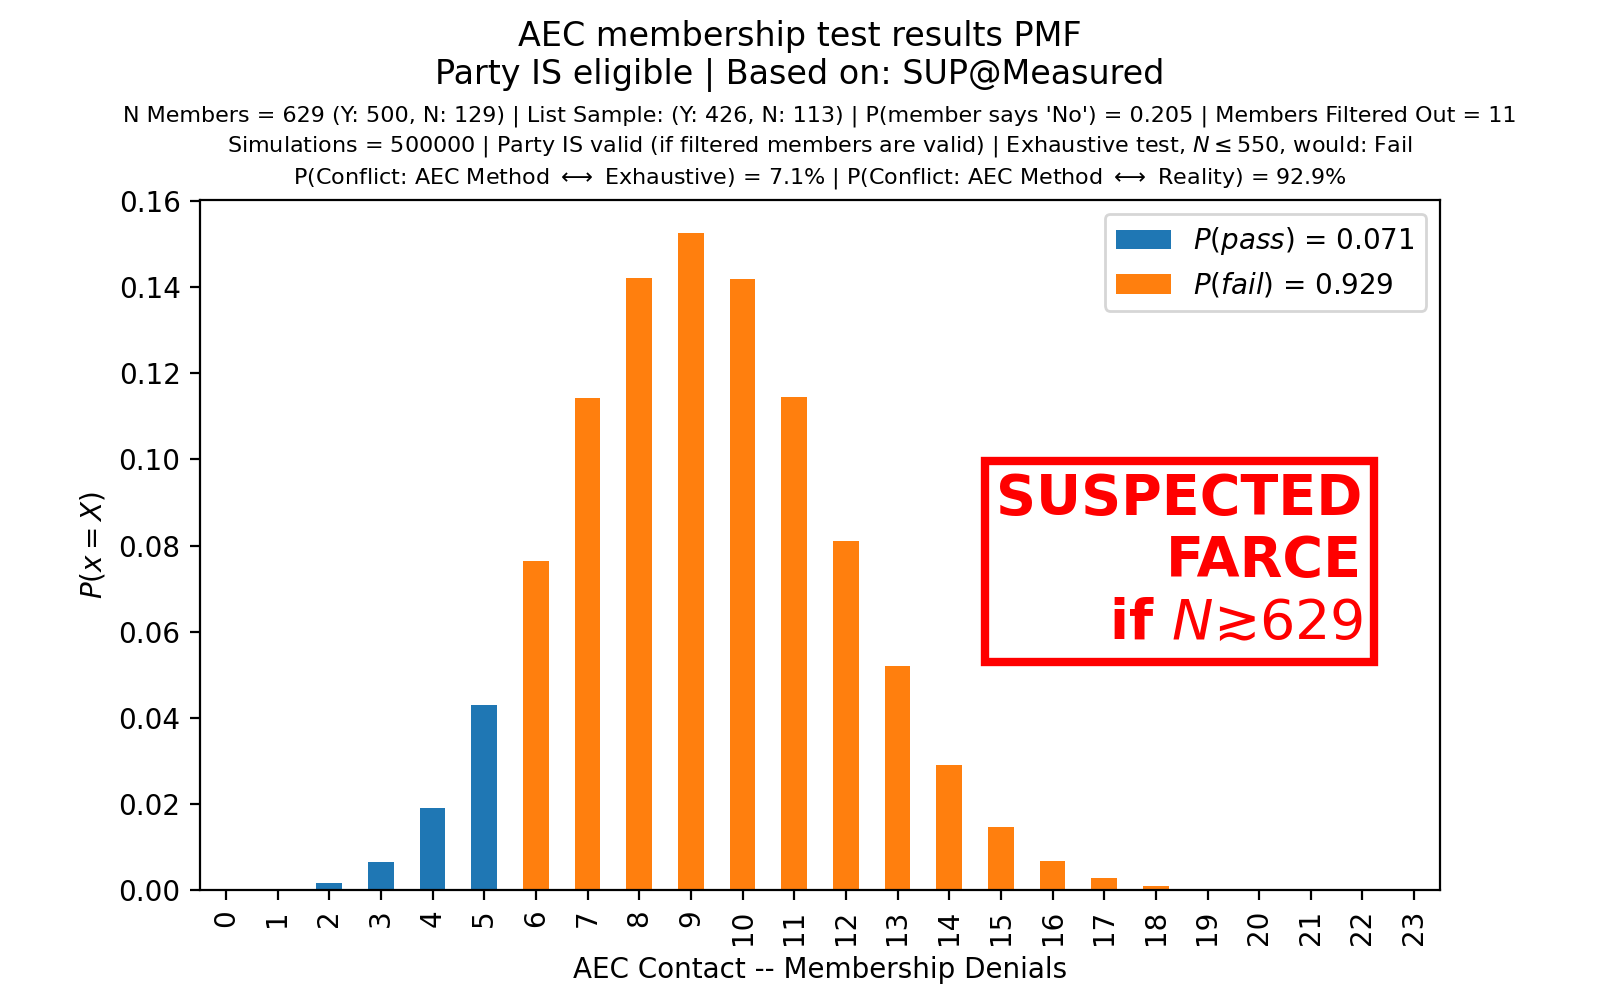 AEC membership test results PMF
Party IS eligible | Based on: SUP@Measured
N Members = 629 (Y: 500, N: 129) | List Sample: (Y: 426, N: 113) | P(member says 'No') = 0.205 | Members Filtered Out = 11
Simulations = 500000 | Party IS valid (if filtered members are valid) | Exhaustive test, N ≤ 550, would: Fail
P(Conflict: AEC Method ⟷ Exhaustive) = 7.1% | P(Conflict: AEC Method ⟷ Reality) = 92.9%
0.16
0.14
0.12
0.10
0.08
0.06
0.04
0.02
0.00
P(x = X)
P(pass) = 0.071
P(fail) = 0.929
SUSPECTED
FARCE
if N≳629
0 1 2 3 4 5 6 7 8 9 10 11 12 13 14 15 16 17 18 19 20 21 22 23
AEC Contact -- Membership Denials